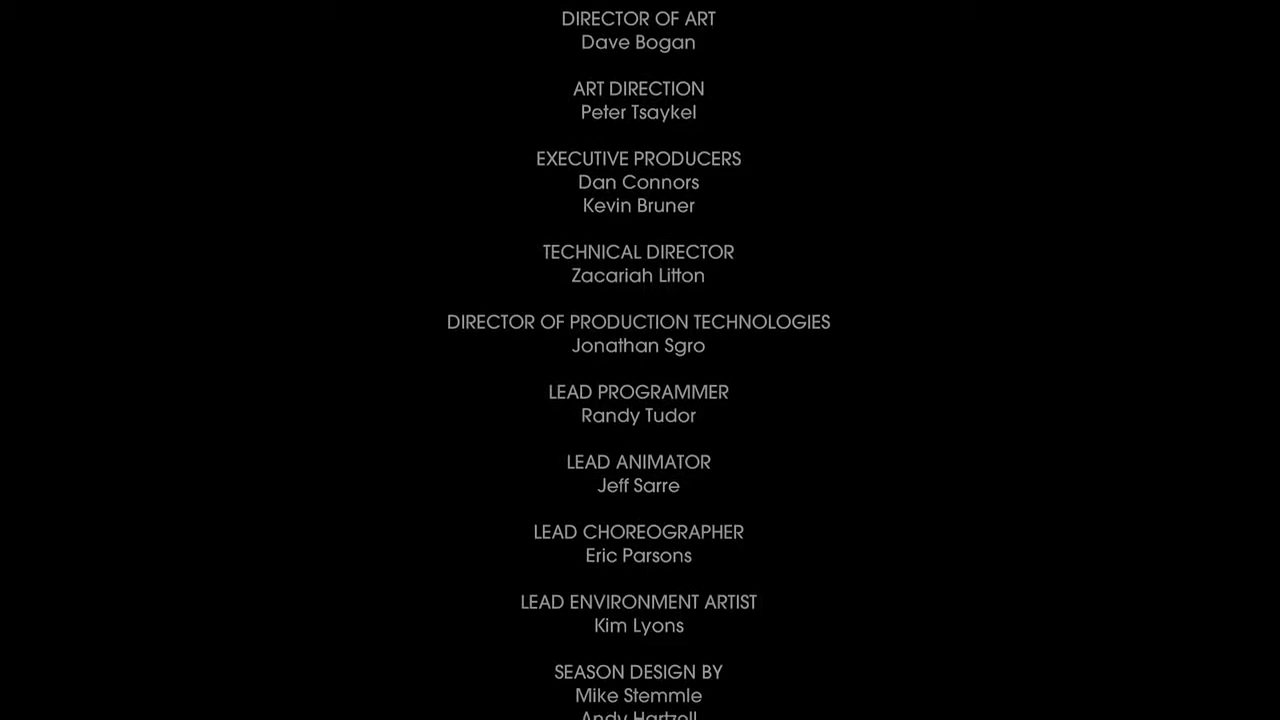 DIRECTOR OF ART
Dave Bogan
ART DIRECTION
Peter Tsaykel
EXECUTIVE PRODUCERS
Dan Connors
Kevin Bruner
TECHNICAL DIRECTOR
Zacariah Litton
DIRECTOR OF PRODUCTION TECHNOLOGIES
Jonathan Sgro
LEAD PROGRAMMER
Randy Tudor
LEAD ANIMATOR
Jeff Sarre
LEAD CHOREOGRAPHER
Eric Parsons
LEAD ENVIRONMENT ARTIST
Kim Lyons
SEASON DESIGN BY
Mike Stemmle
Andy Hartzell